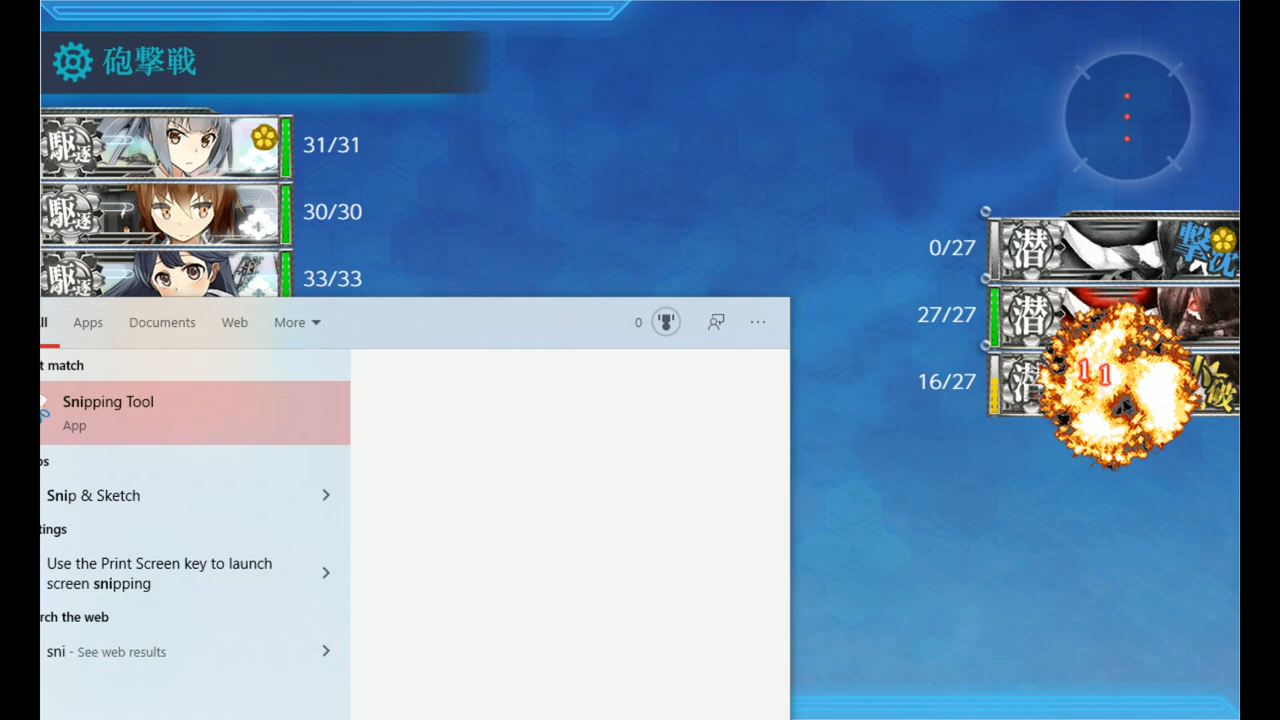 砲撃戦
駆逐
31/31
駆逐
30/30
駆逐
33/33
潜
撃沈
0/27
潜
27/27
潜
小破
16/27
11
ll Apps Documents Web More 0
t match
Snipping Tool
App
ps
Snip & Sketch
tings
Use the Print Screen key to launch
screen snipping
rch the web
sni - See web results